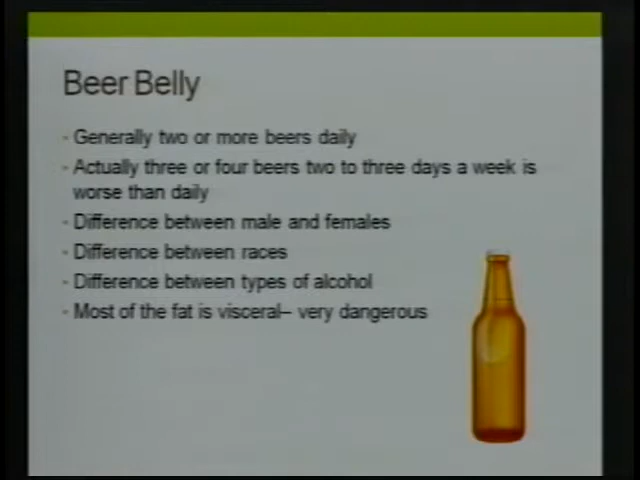 Beer Belly
- Generally two or more beers daily
- Actually three or four beers two to three days a week is
worse than daily
- Difference between male and females
- Difference between races
- Difference between types of alcohol
- Most of the fat is visceral– very dangerous